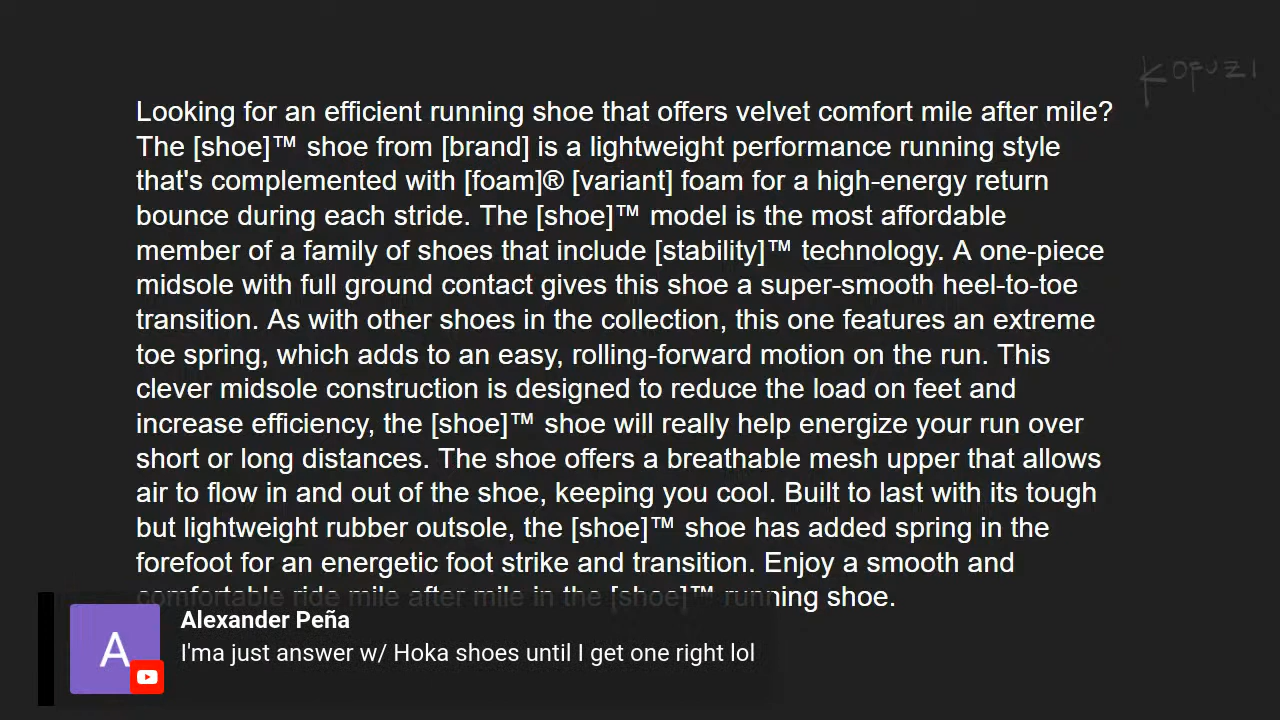 KOFUZI
Looking for an efficient running shoe that offers velvet comfort mile after mile?
The [shoe]™ shoe from [brand] is a lightweight performance running style
that's complemented with [foam]® [variant] foam for a high-energy return
bounce during each stride. The [shoe]™ model is the most affordable
member of a family of shoes that include [stability]™ technology. A one-piece
midsole with full ground contact gives this shoe a super-smooth heel-to-toe
transition. As with other shoes in the collection, this one features an extreme
toe spring, which adds to an easy, rolling-forward motion on the run. This
clever midsole construction is designed to reduce the load on feet and
increase efficiency, the [shoe]™ shoe will really help energize your run over
short or long distances. The shoe offers a breathable mesh upper that allows
air to flow in and out of the shoe, keeping you cool. Built to last with its tough
but lightweight rubber outsole, the [shoe]™ shoe has added spring in the
forefoot for an energetic foot strike and transition. Enjoy a smooth and
comfortable ride mile after mile in the [shoe]™ running shoe.
A
Alexander Peña
I'ma just answer w/ Hoka shoes until I get one right lol